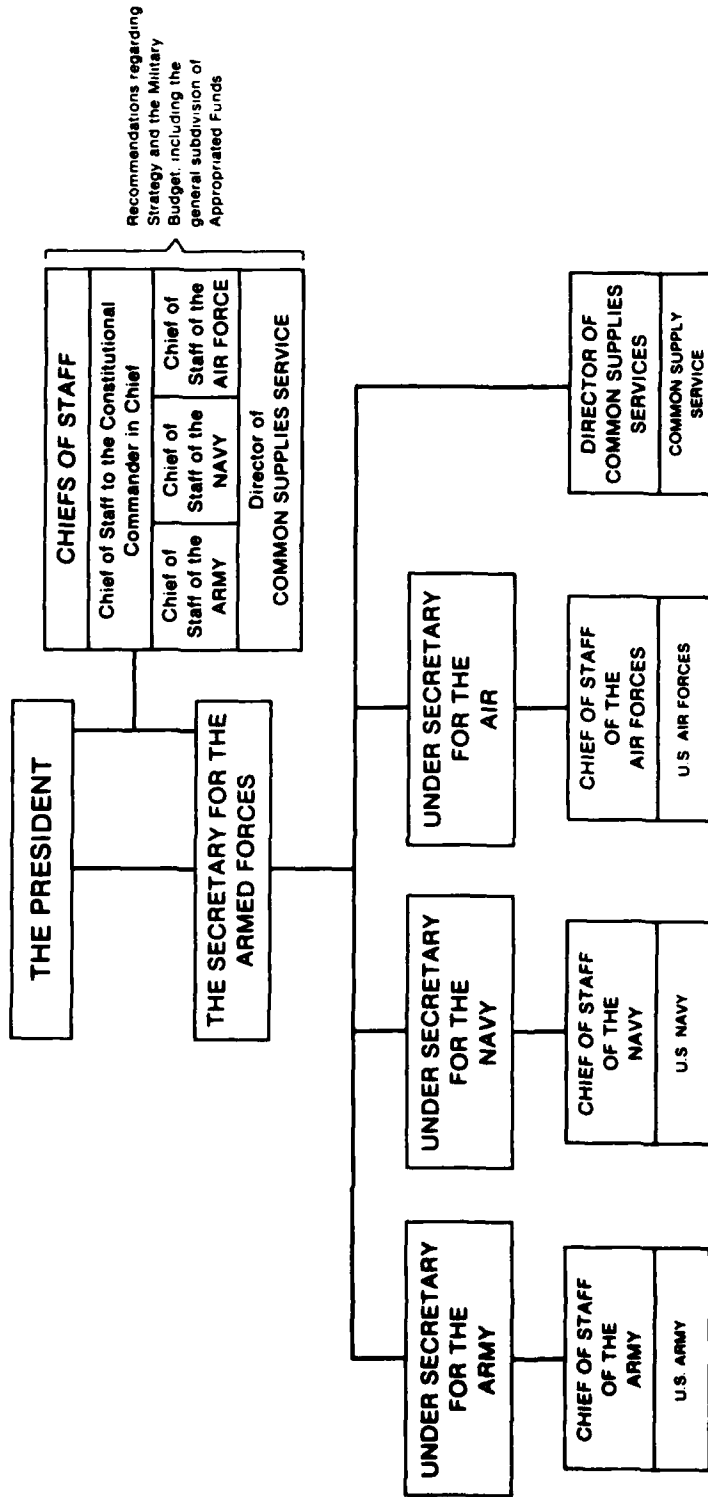 THE PRESIDENT
THE SECRETARY FOR THE
ARMED FORCES
CHIEFS OF STAFF
Chief of Staff to the Constitutional
Commander in Chief
Chief of
Staff of the
ARMY
Chief of
Staff of the
NAVY
Chief of
Staff of the
AIR FORCE
Director of
COMMON SUPPLIES SERVICE
Recommendations regarding
Strategy and the Military
Budget, including the
general subdivision of
Appropriated Funds
UNDER SECRETARY
FOR THE
ARMY
UNDER SECRETARY
FOR THE
NAVY
UNDER SECRETARY
FOR THE
AIR
CHIEF OF STAFF
OF THE
ARMY
U.S. ARMY
CHIEF OF STAFF
OF THE
NAVY
U.S NAVY
CHIEF OF STAFF
OF THE
AIR FORCES
U.S AIR FORCES
DIRECTOR OF
COMMON SUPPLIES
SERVICES
COMMON SUPPLY
SERVICE